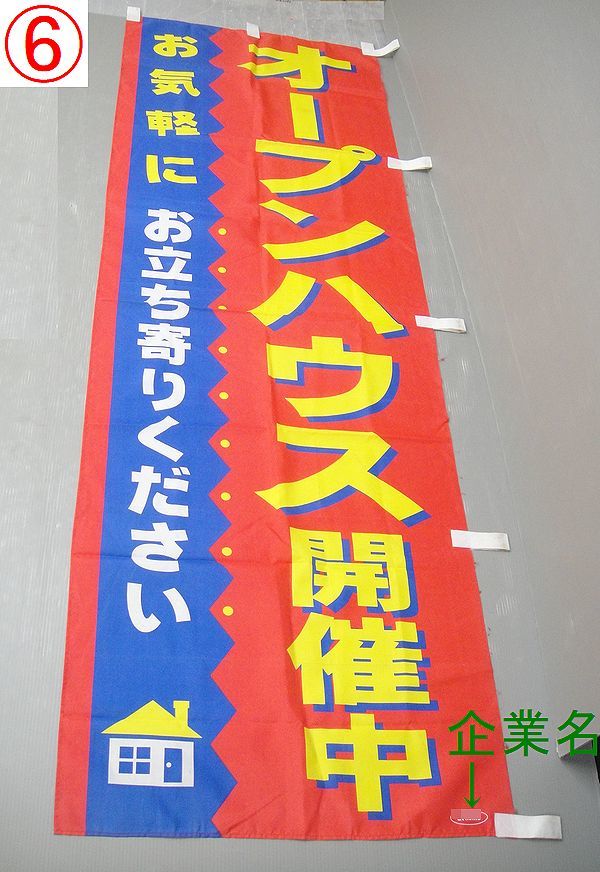 ⑥
オープンハウス開催中
お気軽に お立ち寄りください
企業名
↓